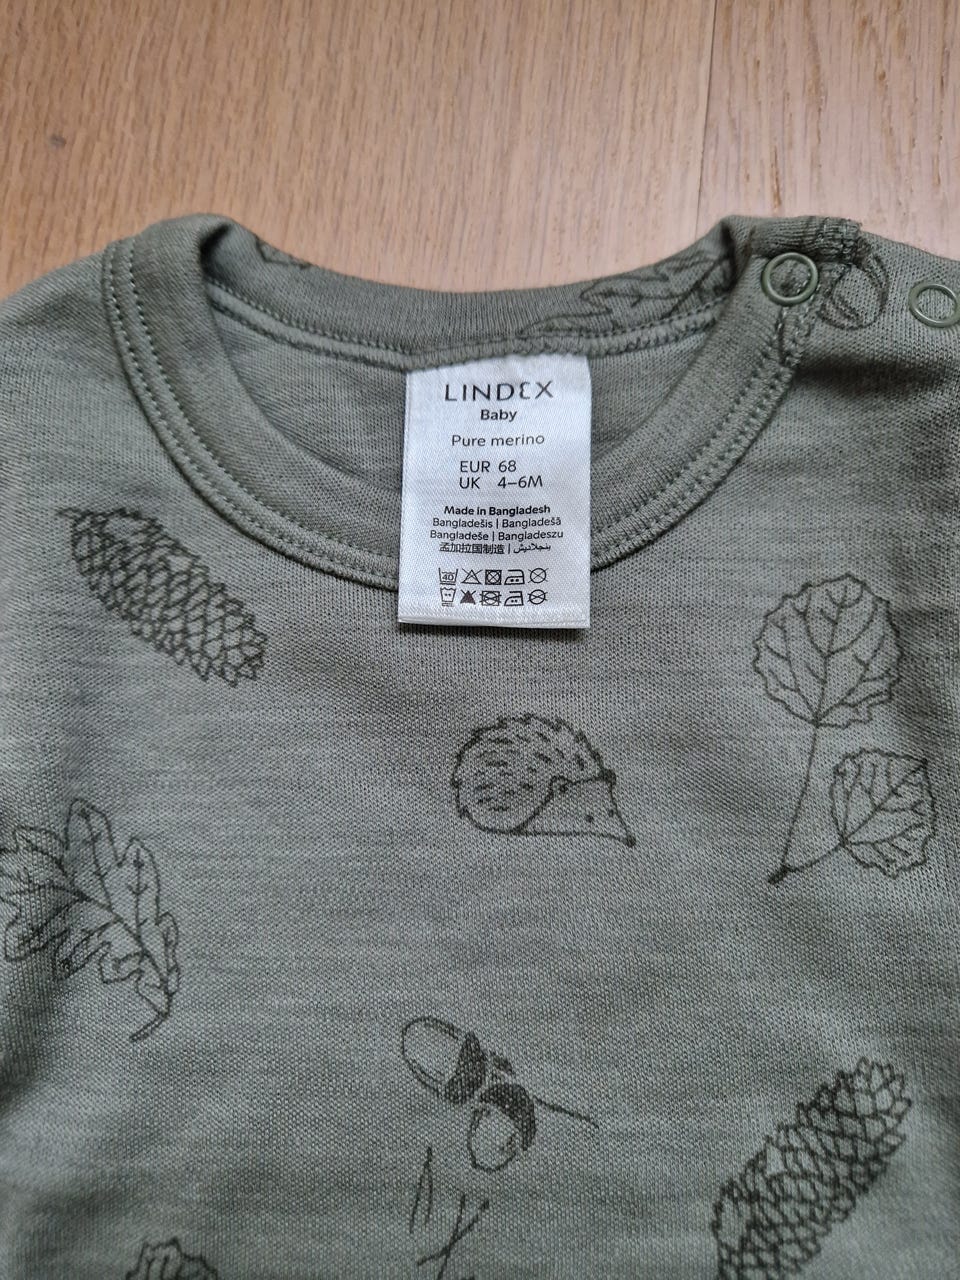 LINDEX
Baby
Pure merino
EUR 68
UK 4–6M
Made in Bangladesh
Bangladešis | Bangladešā
Bangladeše | Bangladeszu
孟加拉国制造 | بنجلاديش
40